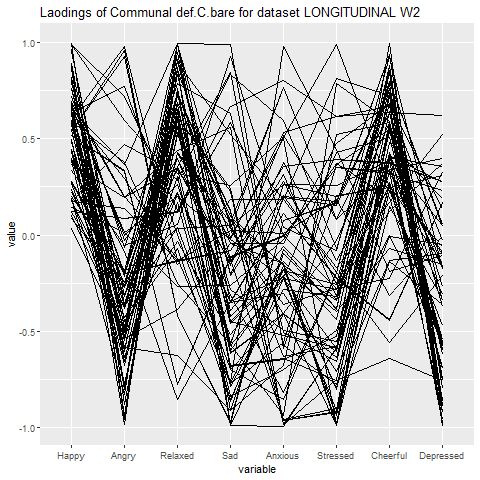 Laodings of Communal def.C.bare for dataset LONGITUDINAL W2
value
1.0
0.5
0.0
-0.5
-1.0
Happy Angry Relaxed Sad Anxious Stressed Cheerful Depressed
variable